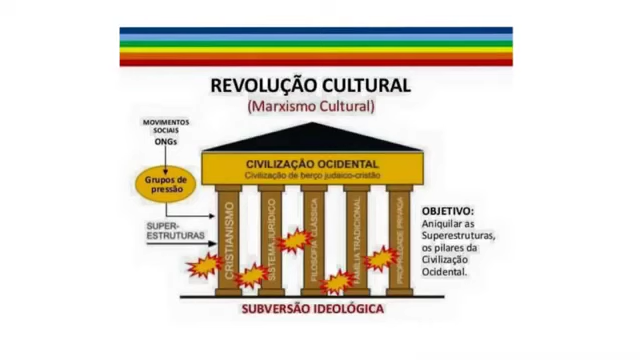 REVOLUÇÃO CULTURAL
(Marxismo Cultural)
MOVIMENTOS
SOCIAIS
ONGs
Grupos de
pressão
SUPER-
ESTRUTURAS
CIVILIZAÇÃO OCIDENTAL
Civilização de berço judaico-cristão
CRISTIANISMO
SISTEMA JURÍDICO
FILOSOFIA CLÁSSICA
FAMÍLIA TRADICIONAL
PROPRIEDADE PRIVADA
OBJETIVO:
Aniquilar as
Superestruturas,
os pilares da
Civilização
Ocidental.
SUBVERSÃO IDEOLÓGICA